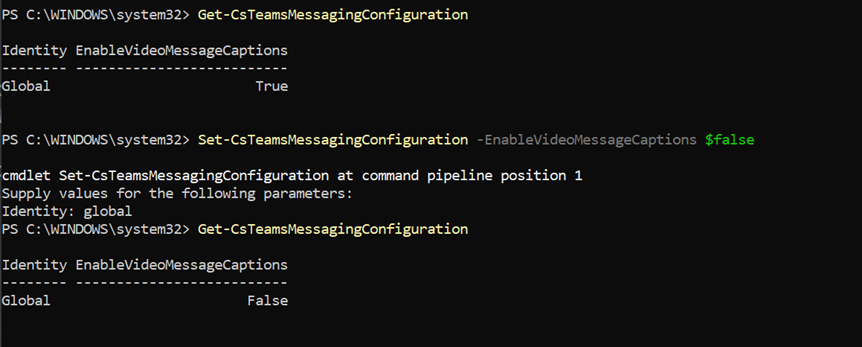 PS C:\WINDOWS\system32> Get-CsTeamsMessagingConfiguration
Identity EnableVideoMessageCaptions
-------- --------------------------
Global True
PS C:\WINDOWS\system32> Set-CsTeamsMessagingConfiguration -EnableVideoMessageCaptions $false
cmdlet Set-CsTeamsMessagingConfiguration at command pipeline position 1
Supply values for the following parameters:
Identity: global
PS C:\WINDOWS\system32> Get-CsTeamsMessagingConfiguration
Identity EnableVideoMessageCaptions
-------- --------------------------
Global False